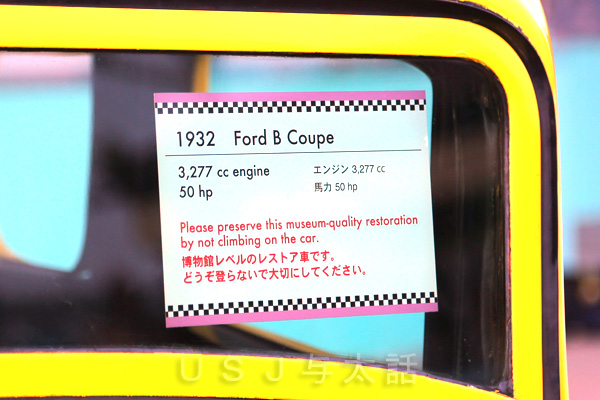 1932 Ford B Coupe
3,277 cc engine エンジン 3,277 cc
50 hp 馬力 50 hp
Please preserve this museum-quality restoration
by not climbing on the car.
博物館レベルのレストア車です。
どうぞ登らないで大切にしてください。
USJ与太話